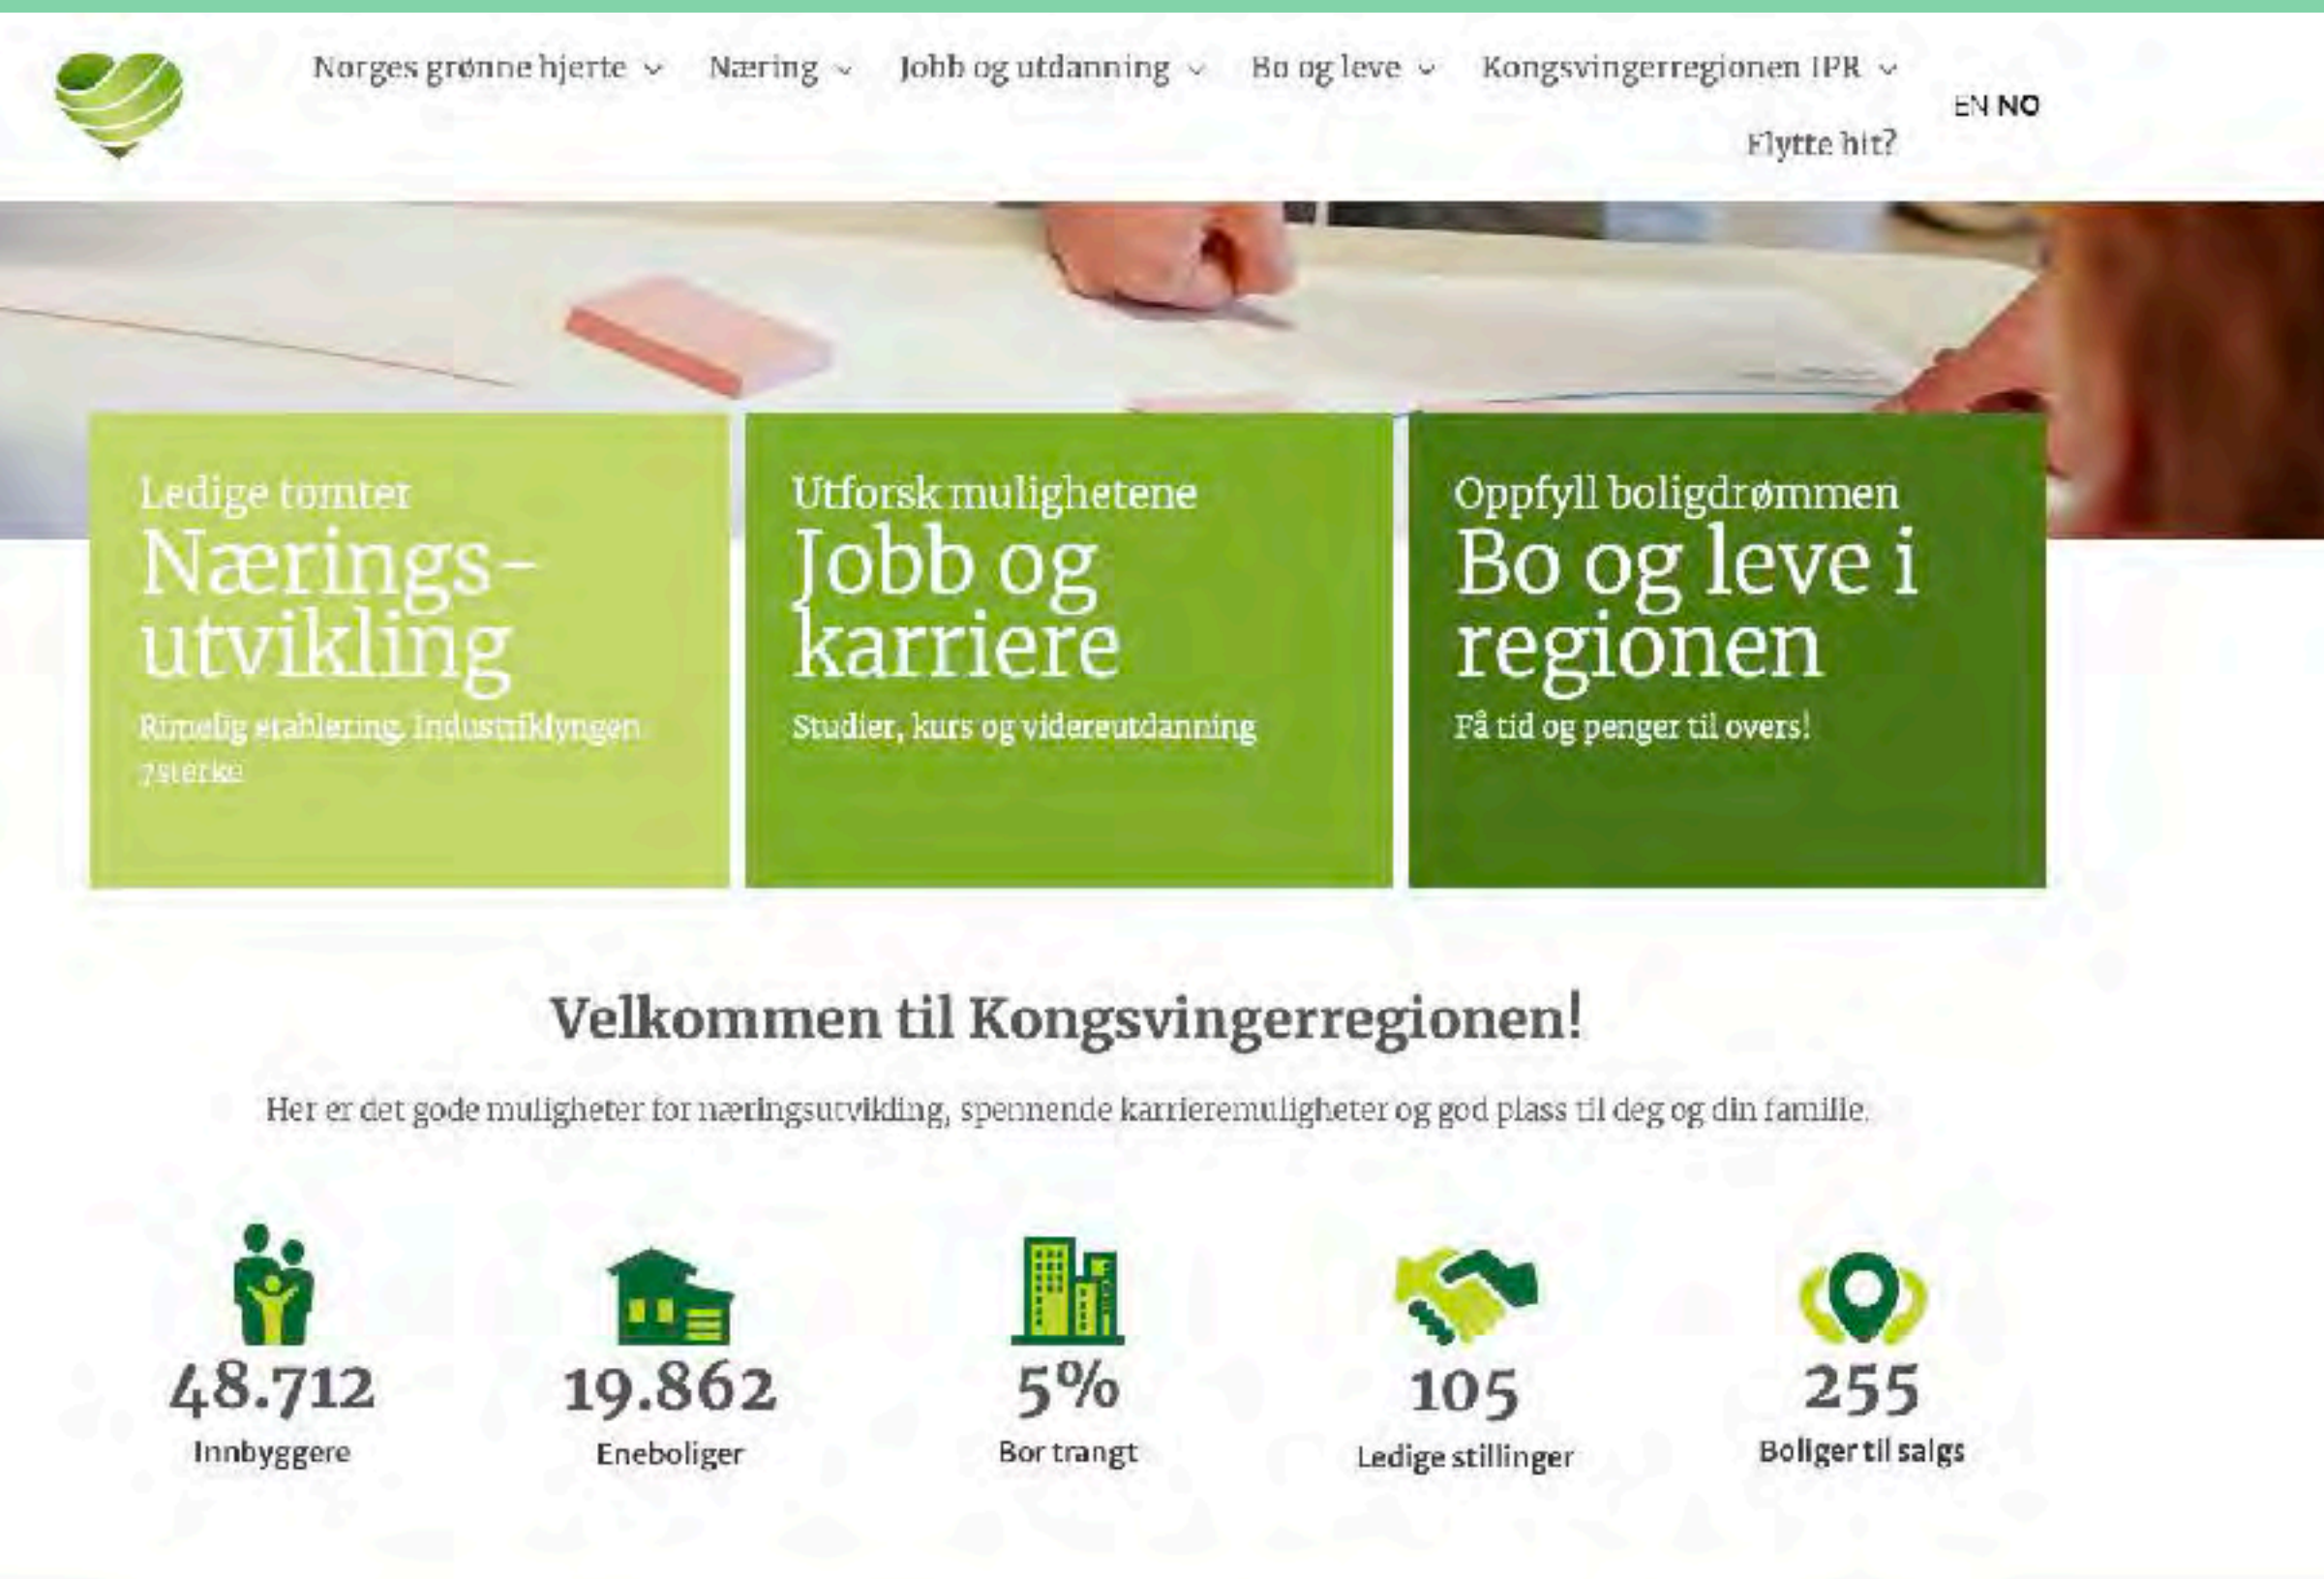 Norges grønne hjerte Næring Jobb og utdanning Bo og leve Kongsvingerregionen IPR
EN NO
Flytte hit?
Ledige tomter
Nærings-
utvikling
Rimelig etablering, Industriklyngen
7sterke
Utforsk mulighetene
Jobb og
karriere
Studier, kurs og videreutdanning
Oppfyll boligdrømmen
Bo og leve i
regionen
Få tid og penger til overs!
Velkommen til Kongsvingerregionen!
Her er det gode muligheter for næringsutvikling, spennende karrieremuligheter og god plass til deg og din familie.
48.712
Innbyggere
19.862
Eneboliger
5%
Bor trangt
105
Ledige stillinger
255
Boliger til salgs